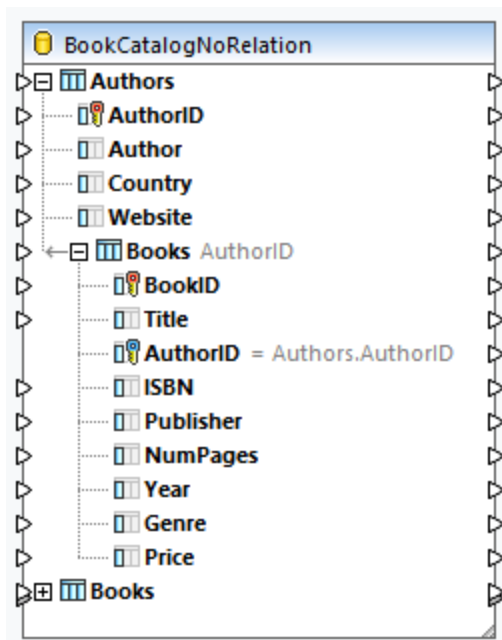 BookCatalogNoRelation
Authors
AuthorID
Author
Country
Website
Books AuthorID
BookID
Title
AuthorID = Authors.AuthorID
ISBN
Publisher
NumPages
Year
Genre
Price
Books